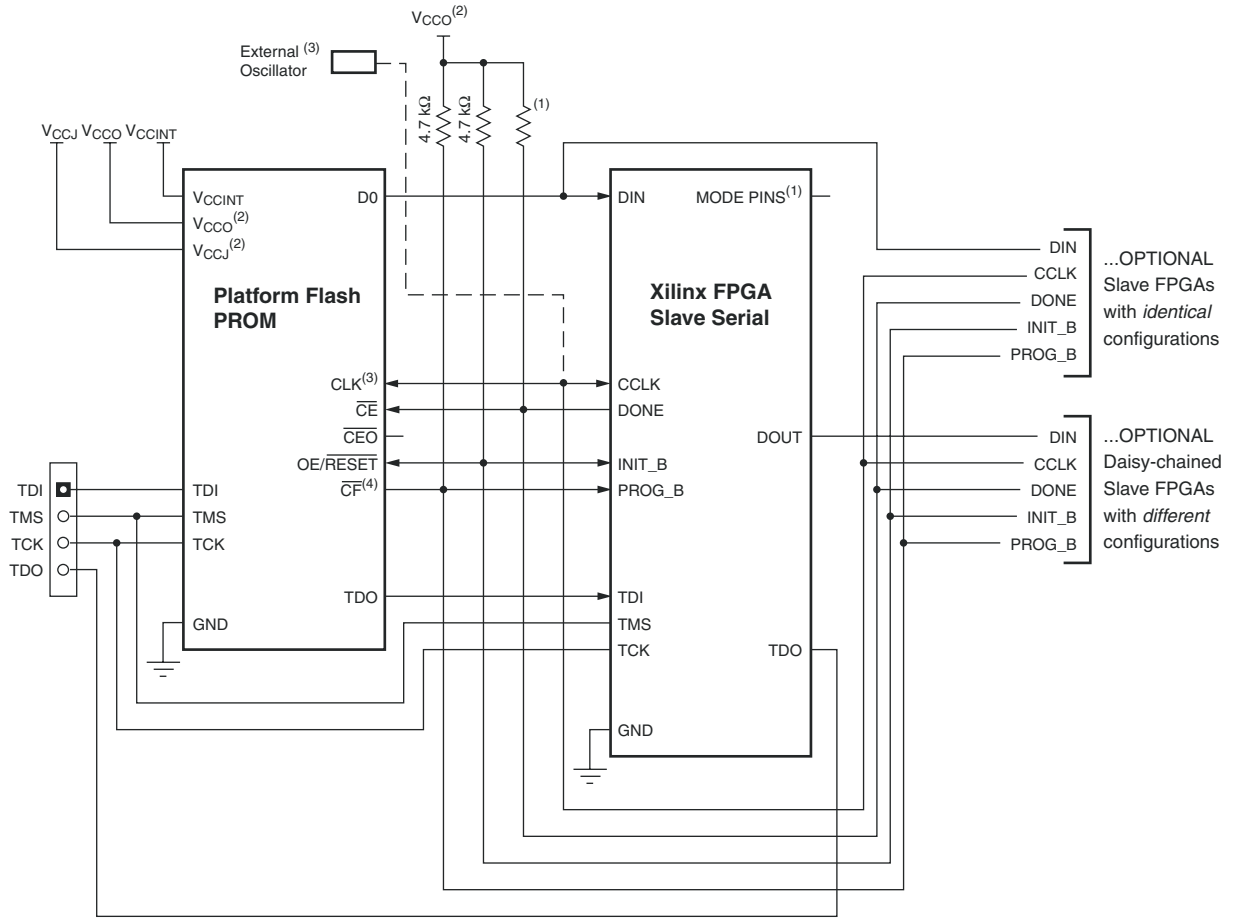 V̲CCO(2)
External (3)
Oscillator
4.7 kΩ
4.7 kΩ
(1)
VCCJ VCCO VCCINT
VCCINT
VCCO(2)
VCCJ(2)
D0
Platform Flash
PROM
CLK(3)
CE
CEO
OE/RESET
CF(4)
TDI
TMS
TCK
TDO
GND
TDI
TMS
TCK
TDO
DIN
MODE PINS(1)
Xilinx FPGA
Slave Serial
CCLK
DONE
DOUT
INIT_B
PROG_B
TDI
TMS
TCK
TDO
GND
DIN
CCLK
DONE
INIT_B
PROG_B
...OPTIONAL
Slave FPGAs
with identical
configurations
DIN
CCLK
DONE
INIT_B
PROG_B
...OPTIONAL
Daisy-chained
Slave FPGAs
with different
configurations